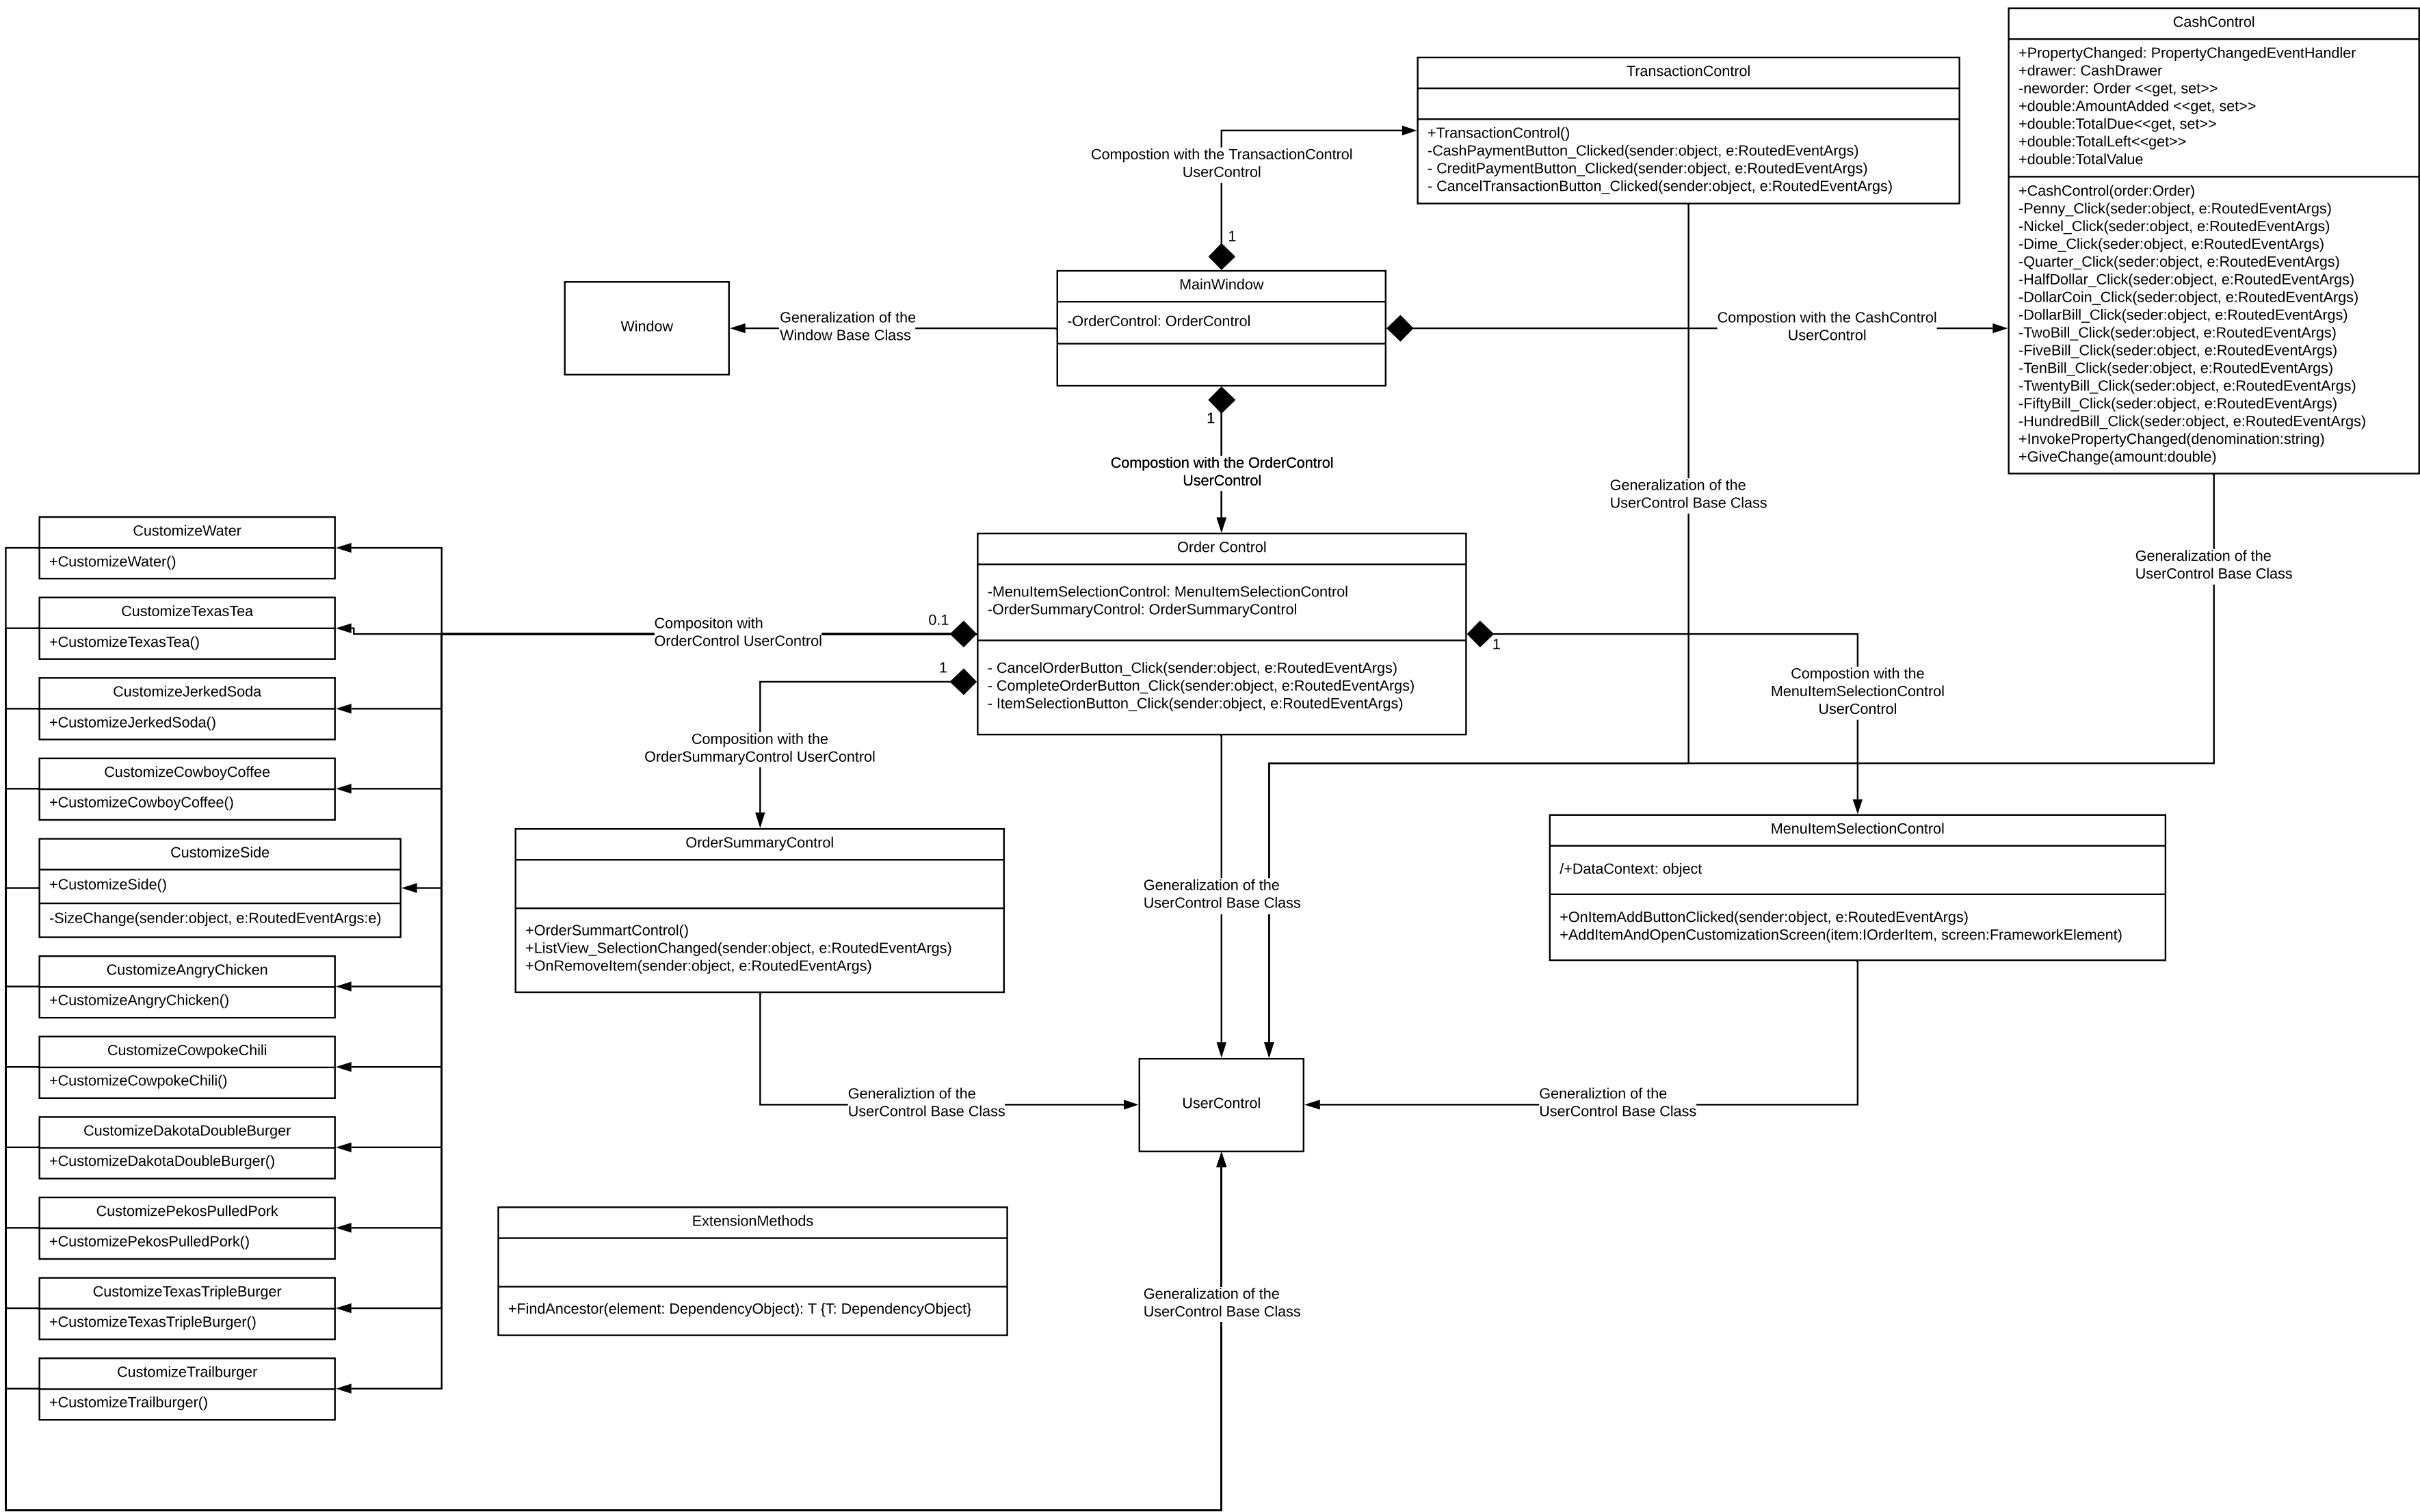 CashControl
+PropertyChanged: PropertyChangedEventHandler
+drawer: CashDrawer
-neworder: Order <<get, set>>
+double:AmountAdded <<get, set>>
+double:TotalDue<<get, set>>
+double:TotalLeft<<get>>
+double:TotalValue
+CashControl(order:Order)
-Penny_Click(seder:object, e:RoutedEventArgs)
-Nickel_Click(seder:object, e:RoutedEventArgs)
-Dime_Click(seder:object, e:RoutedEventArgs)
-Quarter_Click(seder:object, e:RoutedEventArgs)
-HalfDollar_Click(seder:object, e:RoutedEventArgs)
-DollarCoin_Click(seder:object, e:RoutedEventArgs)
-DollarBill_Click(seder:object, e:RoutedEventArgs)
-TwoBill_Click(seder:object, e:RoutedEventArgs)
-FiveBill_Click(seder:object, e:RoutedEventArgs)
-TenBill_Click(seder:object, e:RoutedEventArgs)
-TwentyBill_Click(seder:object, e:RoutedEventArgs)
-FiftyBill_Click(seder:object, e:RoutedEventArgs)
-HundredBill_Click(seder:object, e:RoutedEventArgs)
+InvokePropertyChanged(denomination:string)
+GiveChange(amount:double)
TransactionControl
+TransactionControl()
-CashPaymentButton_Clicked(sender:object, e:RoutedEventArgs)
- CreditPaymentButton_Clicked(sender:object, e:RoutedEventArgs)
- CancelTransactionButton_Clicked(sender:object, e:RoutedEventArgs)
Compostion with the TransactionControl
UserControl
1
MainWindow
-OrderControl: OrderControl
Window
Generalization of the
Window Base Class
Compostion with the CashControl
UserControl
1
Compostion with the OrderControl
UserControl
Generalization of the
UserControl Base Class
Generalization of the
UserControl Base Class
Order Control
-MenuItemSelectionControl: MenuItemSelectionControl
-OrderSummaryControl: OrderSummaryControl
- CancelOrderButton_Click(sender:object, e:RoutedEventArgs)
- CompleteOrderButton_Click(sender:object, e:RoutedEventArgs)
- ItemSelectionButton_Click(sender:object, e:RoutedEventArgs)
0.1
Compositon with
OrderControl UserControl
1
Composition with the
OrderSummaryControl UserControl
1
Compostion with the
MenuItemSelectionControl
UserControl
CustomizeWater
+CustomizeWater()
CustomizeTexasTea
+CustomizeTexasTea()
CustomizeJerkedSoda
+CustomizeJerkedSoda()
CustomizeCowboyCoffee
+CustomizeCowboyCoffee()
CustomizeSide
+CustomizeSide()
-SizeChange(sender:object, e:RoutedEventArgs:e)
CustomizeAngryChicken
+CustomizeAngryChicken()
CustomizeCowpokeChili
+CustomizeCowpokeChili()
CustomizeDakotaDoubleBurger
+CustomizeDakotaDoubleBurger()
CustomizePekosPulledPork
+CustomizePekosPulledPork()
CustomizeTexasTripleBurger
+CustomizeTexasTripleBurger()
CustomizeTrailburger
+CustomizeTrailburger()
OrderSummaryControl
+OrderSummartControl()
+ListView_SelectionChanged(sender:object, e:RoutedEventArgs)
+OnRemoveItem(sender:object, e:RoutedEventArgs)
Generalization of the
UserControl Base Class
MenuItemSelectionControl
/+DataContext: object
+OnItemAddButtonClicked(sender:object, e:RoutedEventArgs)
+AddItemAndOpenCustomizationScreen(item:IOrderItem, screen:FrameworkElement)
Generaliztion of the
UserControl Base Class
UserControl
Generaliztion of the
UserControl Base Class
ExtensionMethods
+FindAncestor(element: DependencyObject): T {T: DependencyObject}
Generalization of the
UserControl Base Class